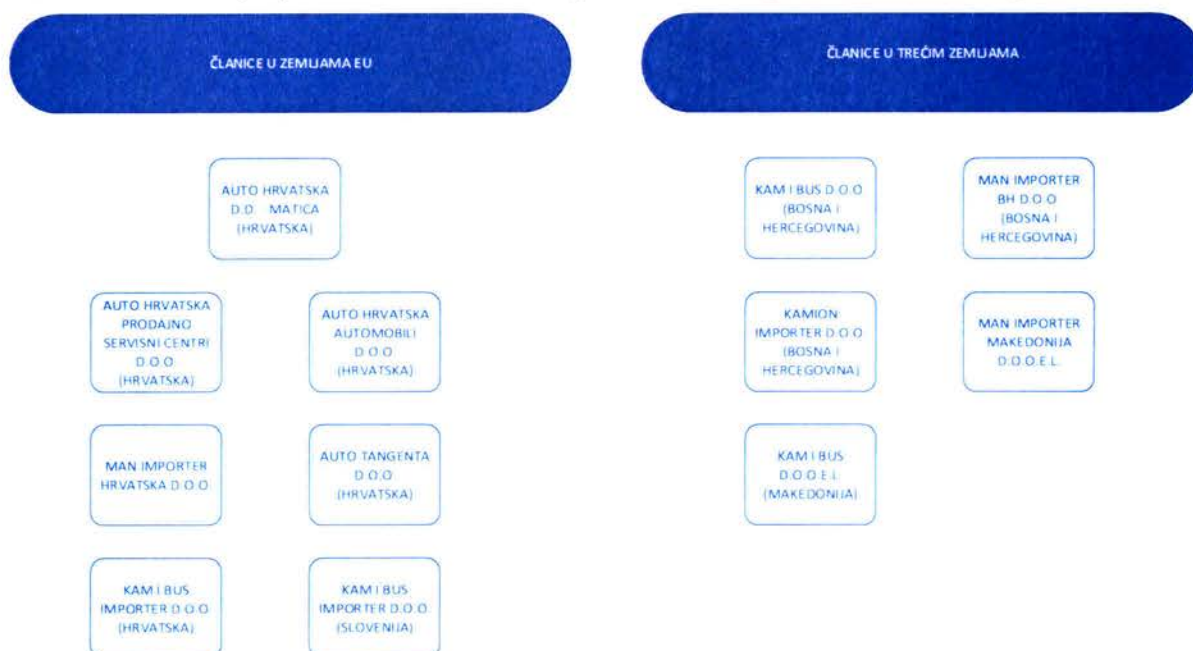 ČLANICE U ZEMLJAMA EU
AUTO HRVATSKA
D.D. MATICA
(HRVATSKA)
AUTO HRVATSKA
PRODAJNO
SERVISNI CENTRI
D.O.O
(HRVATSKA)
AUTO HRVATSKA
AUTOMOBILI
D.O.O
(HRVATSKA)
MAN IMPORTER
HRVATSKA D.O.O.
AUTO TANGENTA
D.O.O
(HRVATSKA)
KAM I BUS
IMPORTER D.O.O.
(HRVATSKA)
KAM I BUS
IMPORTER D.O.O.
(SLOVENIJA)
ČLANICE U TREĆIM ZEMLJAMA
KAM I BUS D.O.O
(BOSNA I
HERCEGOVINA)
MAN IMPORTER
BH D.O.O
(BOSNA I
HERCEGOVINA)
KAMION
IMPORTER D.O.O
(BOSNA I
HERCEGOVINA)
MAN IMPORTER
MAKEDONIJA
D.O.O.E.L.
KAM I BUS
D.O.O.E.L.
(MAKEDONIJA)